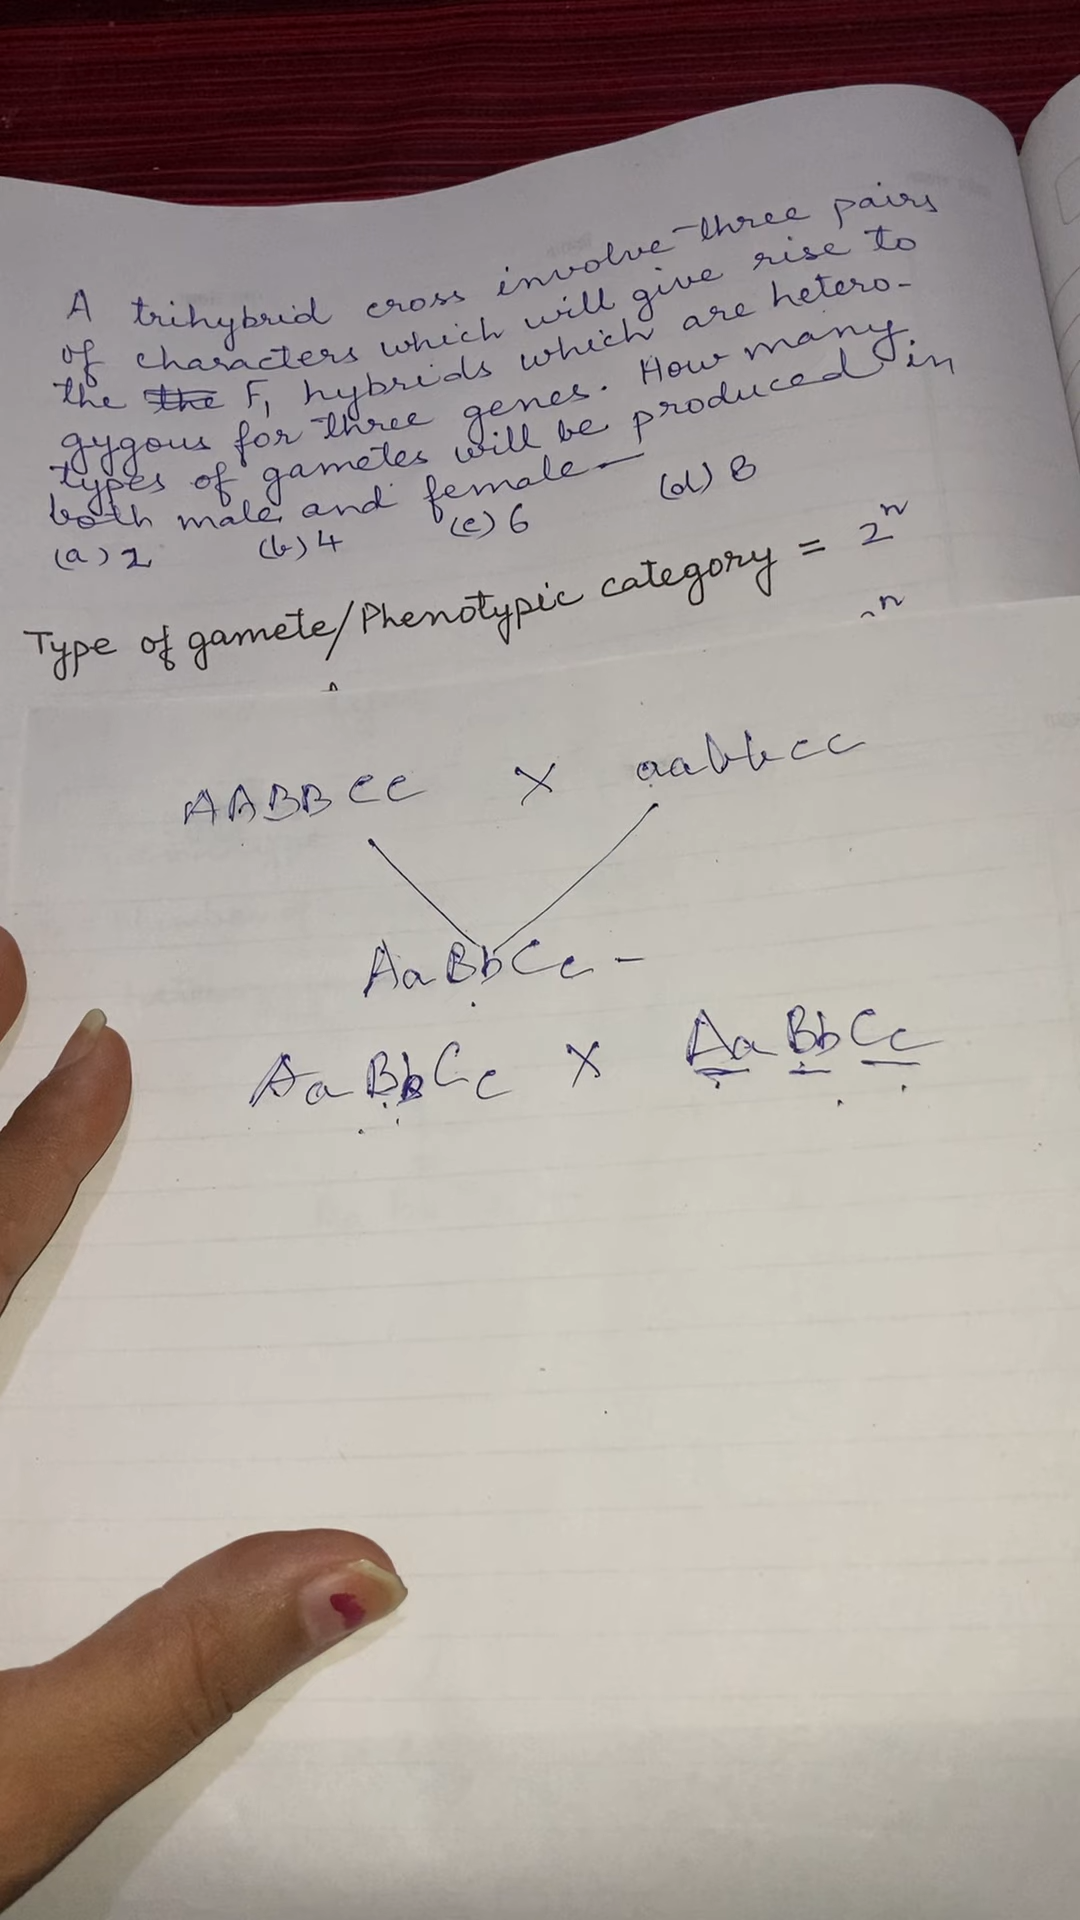 A trihybrid cross involve three pairs
of characters which will give rise to
the the F1 hybrids which are hetero-
gygous for three genes. How many
types of gametes will be produced in
both male and female—
(a) 2 (b) 4 (c) 6 (d) 8
Type of gamete/Phenotypic category = 2^n
AABBCC × aabbcc
AaBbCc -
AaBbCc × AaBbCc